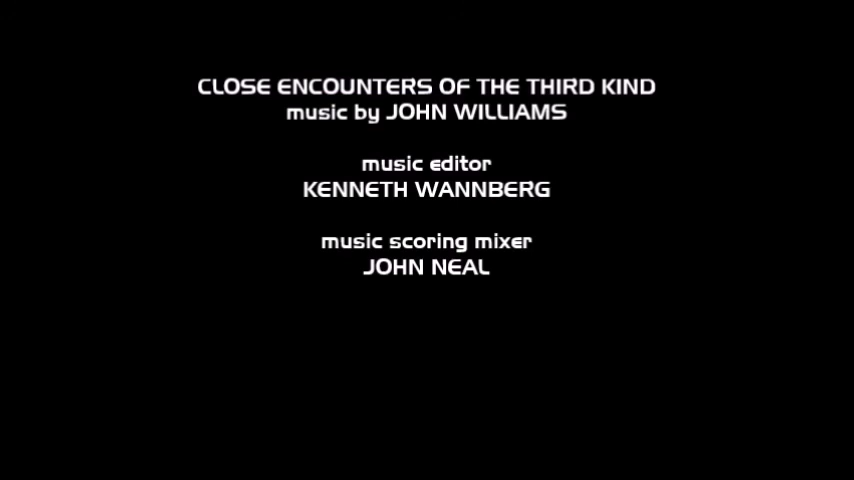 CLOSE ENCOUNTERS OF THE THIRD KIND
music by JOHN WILLIAMS
music editor
KENNETH WANNBERG
music scoring mixer
JOHN NEAL